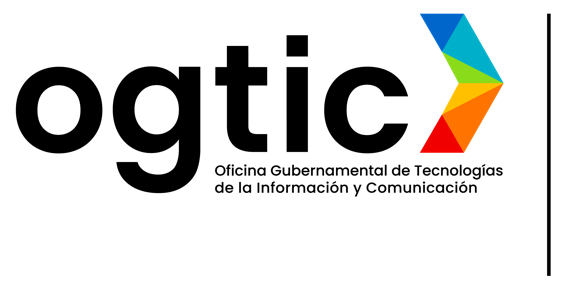 ogtic
Oficina Gubernamental de Tecnologías
de la Información y Comunicación